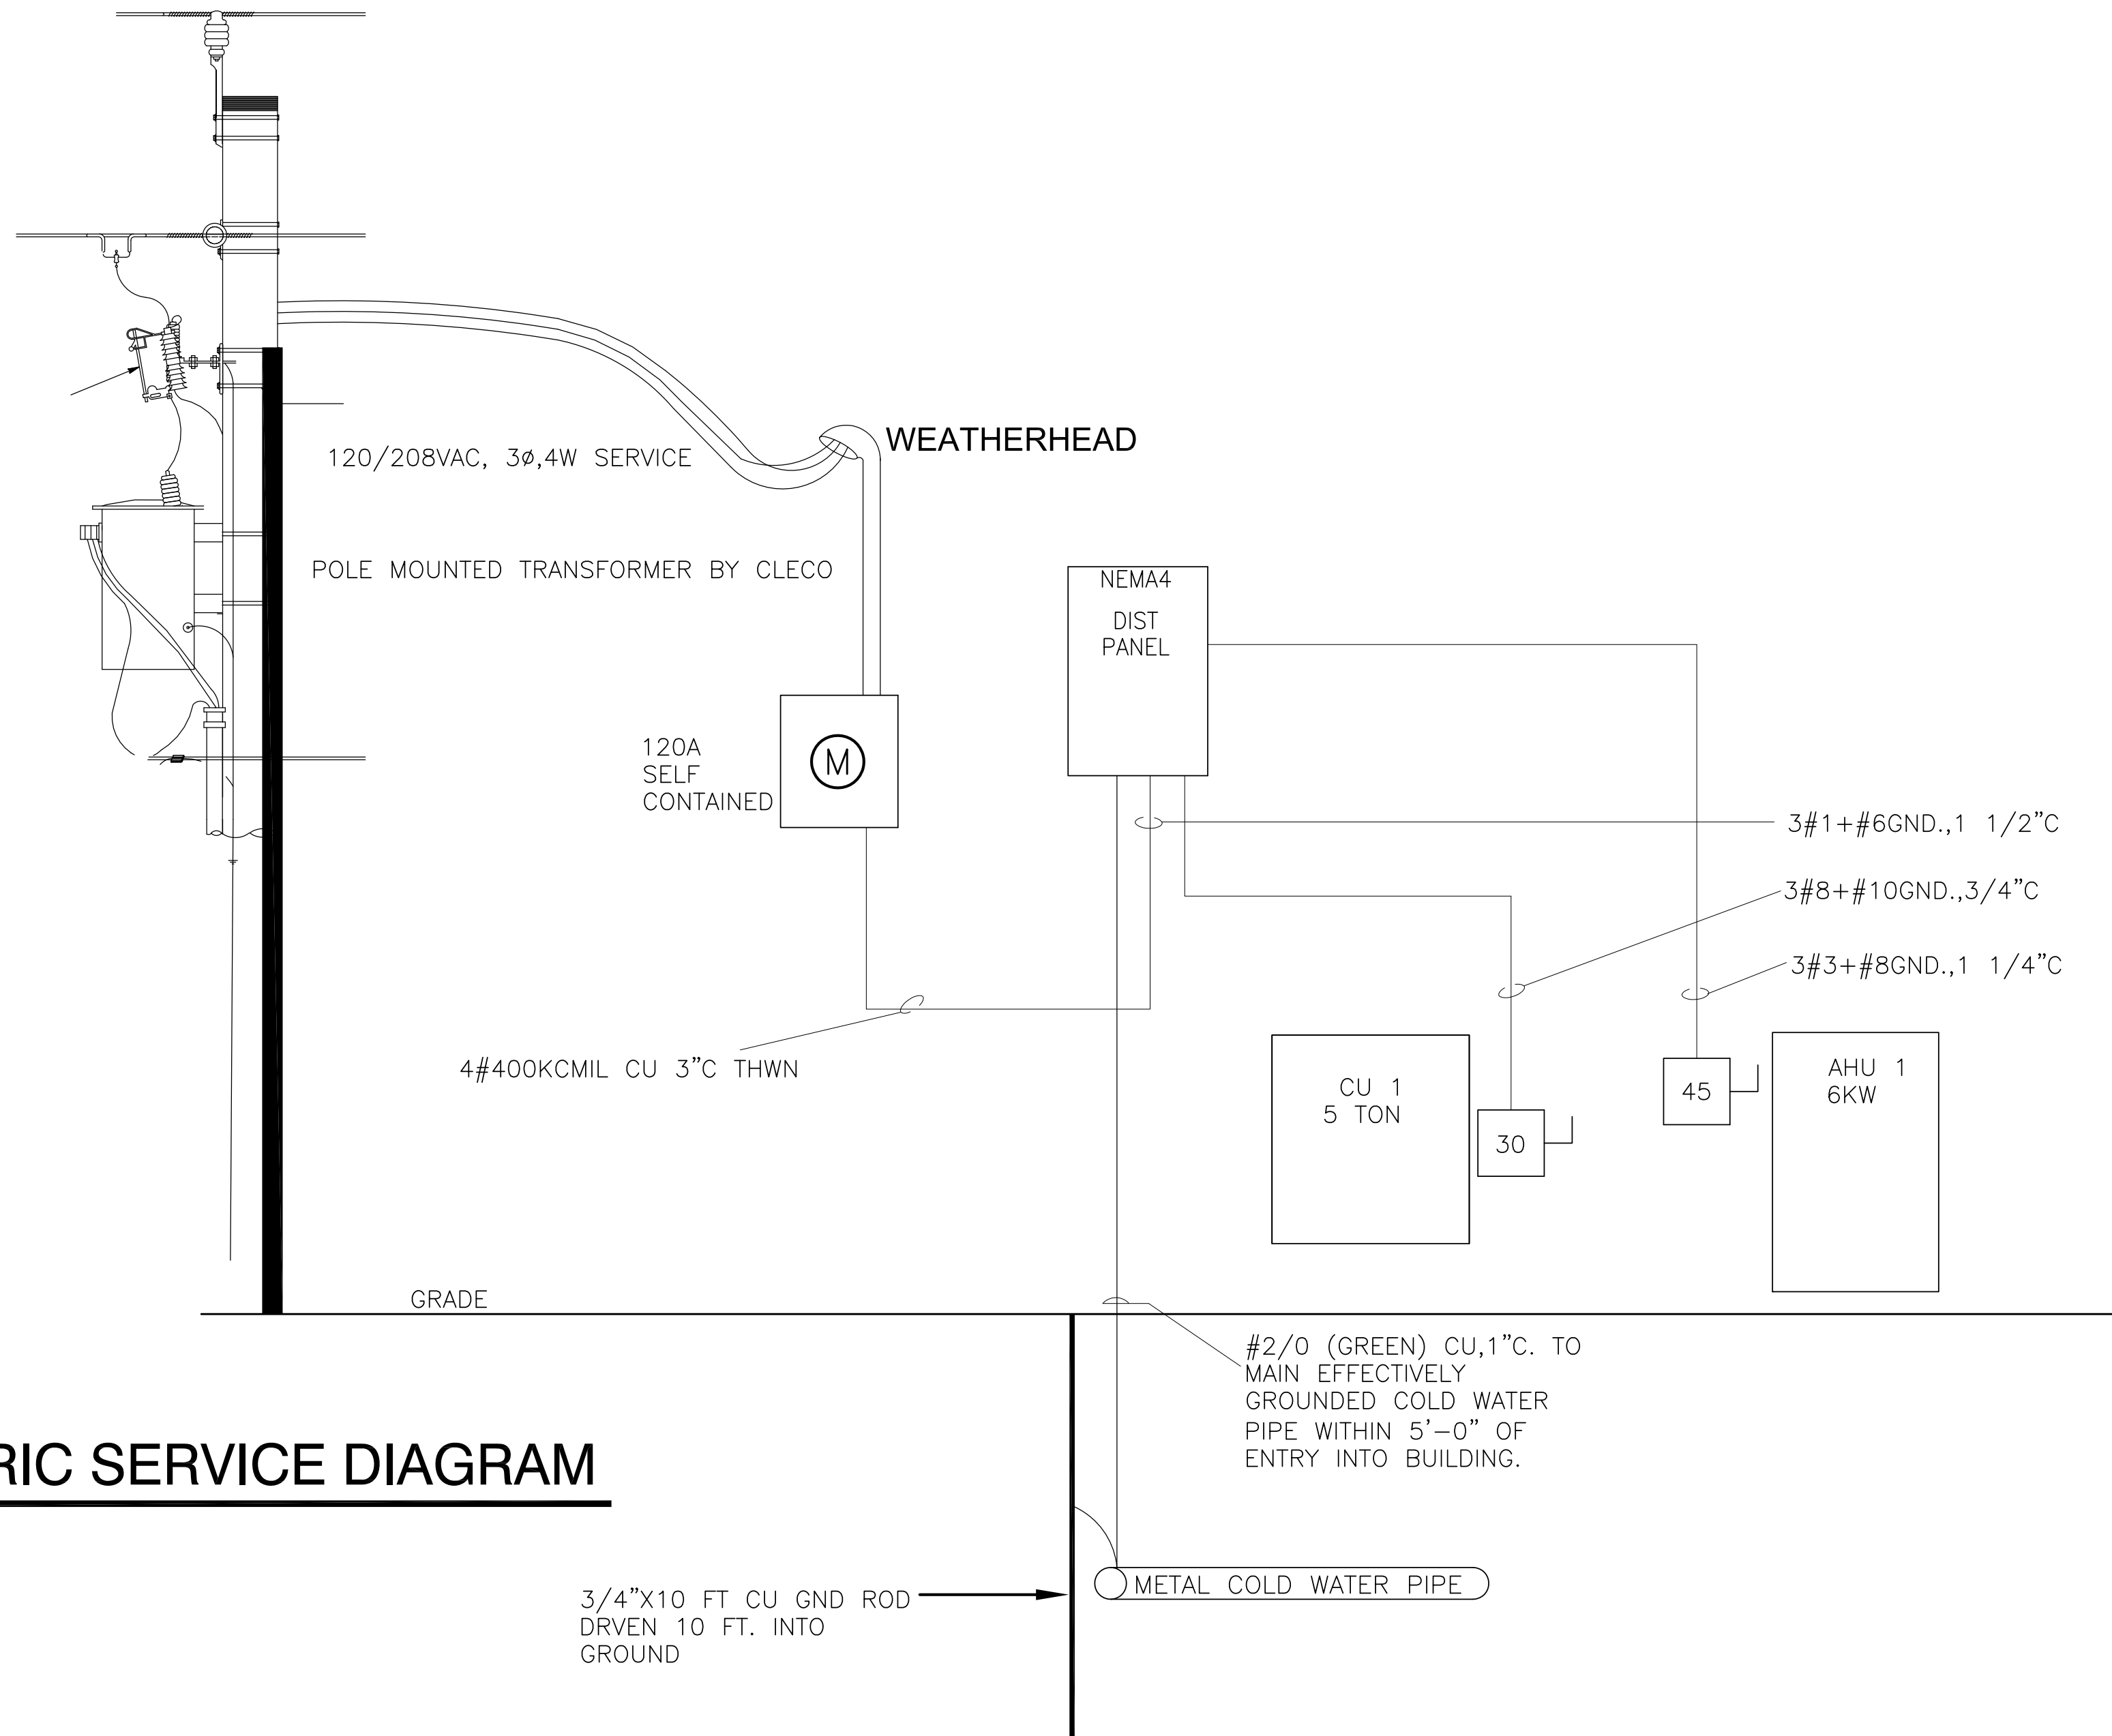 WEATHERHEAD
120/208VAC, 3ø,4W SERVICE
POLE MOUNTED TRANSFORMER BY CLECO
NEMA4
DIST
PANEL
120A
SELF
CONTAINED
M
3#1+#6GND.,1 1/2"C
3#8+#10GND.,3/4"C
3#3+#8GND.,1 1/4"C
4#400KCMIL CU 3"C THWN
CU 1
5 TON
30
45
AHU 1
6KW
GRADE
#2/0 (GREEN) CU,1"C. TO
MAIN EFFECTIVELY
GROUNDED COLD WATER
PIPE WITHIN 5'-0" OF
ENTRY INTO BUILDING.
RIC SERVICE DIAGRAM
METAL COLD WATER PIPE
3/4"X10 FT CU GND ROD
DRVEN 10 FT. INTO
GROUND